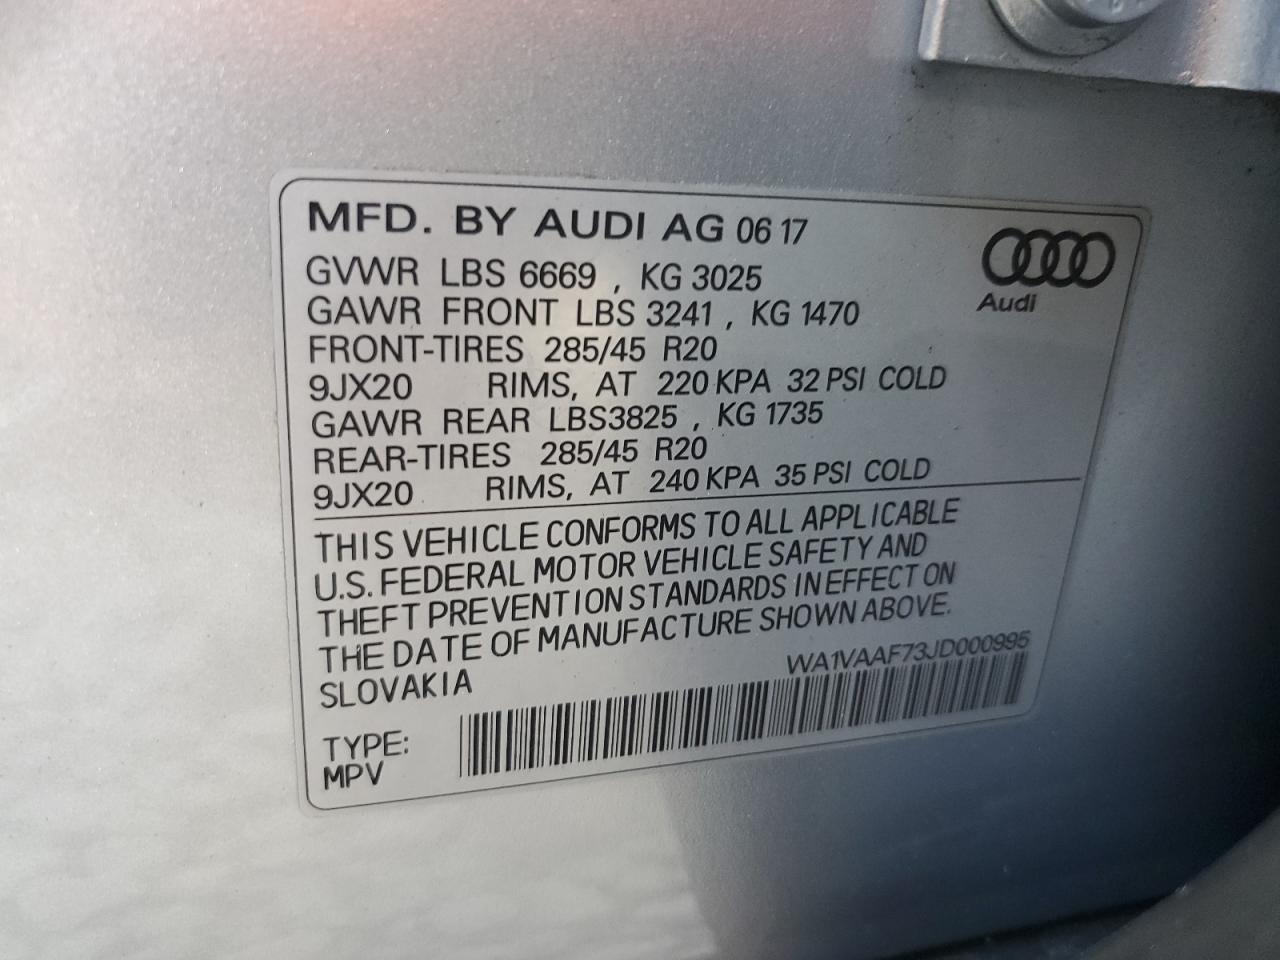 MFD. BY AUDI AG 06 17
GVWR LBS 6669 , KG 3025
GAWR FRONT LBS 3241 , KG 1470
Audi
FRONT-TIRES 285/45 R20
9JX20 RIMS, AT 220 KPA 32 PSI COLD
GAWR REAR LBS3825 , KG 1735
REAR-TIRES 285/45 R20
9JX20 RIMS, AT 240 KPA 35 PSI COLD
THIS VEHICLE CONFORMS TO ALL APPLICABLE
U.S. FEDERAL MOTOR VEHICLE SAFETY AND
THEFT PREVENTION STANDARDS IN EFFECT ON
THE DATE OF MANUFACTURE SHOWN ABOVE.
SLOVAKIA
WA1VAAF73JD000995
TYPE:
MPV